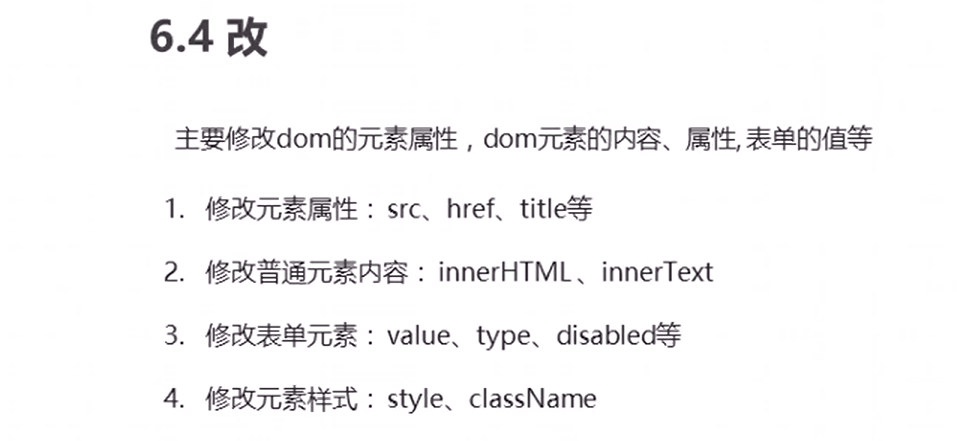 6.4 改
主要修改dom的元素属性，dom元素的内容、属性, 表单的值等
1. 修改元素属性： src、href、title等
2. 修改普通元素内容： innerHTML 、innerText
3. 修改表单元素： value、type、disabled等
4. 修改元素样式： style、className